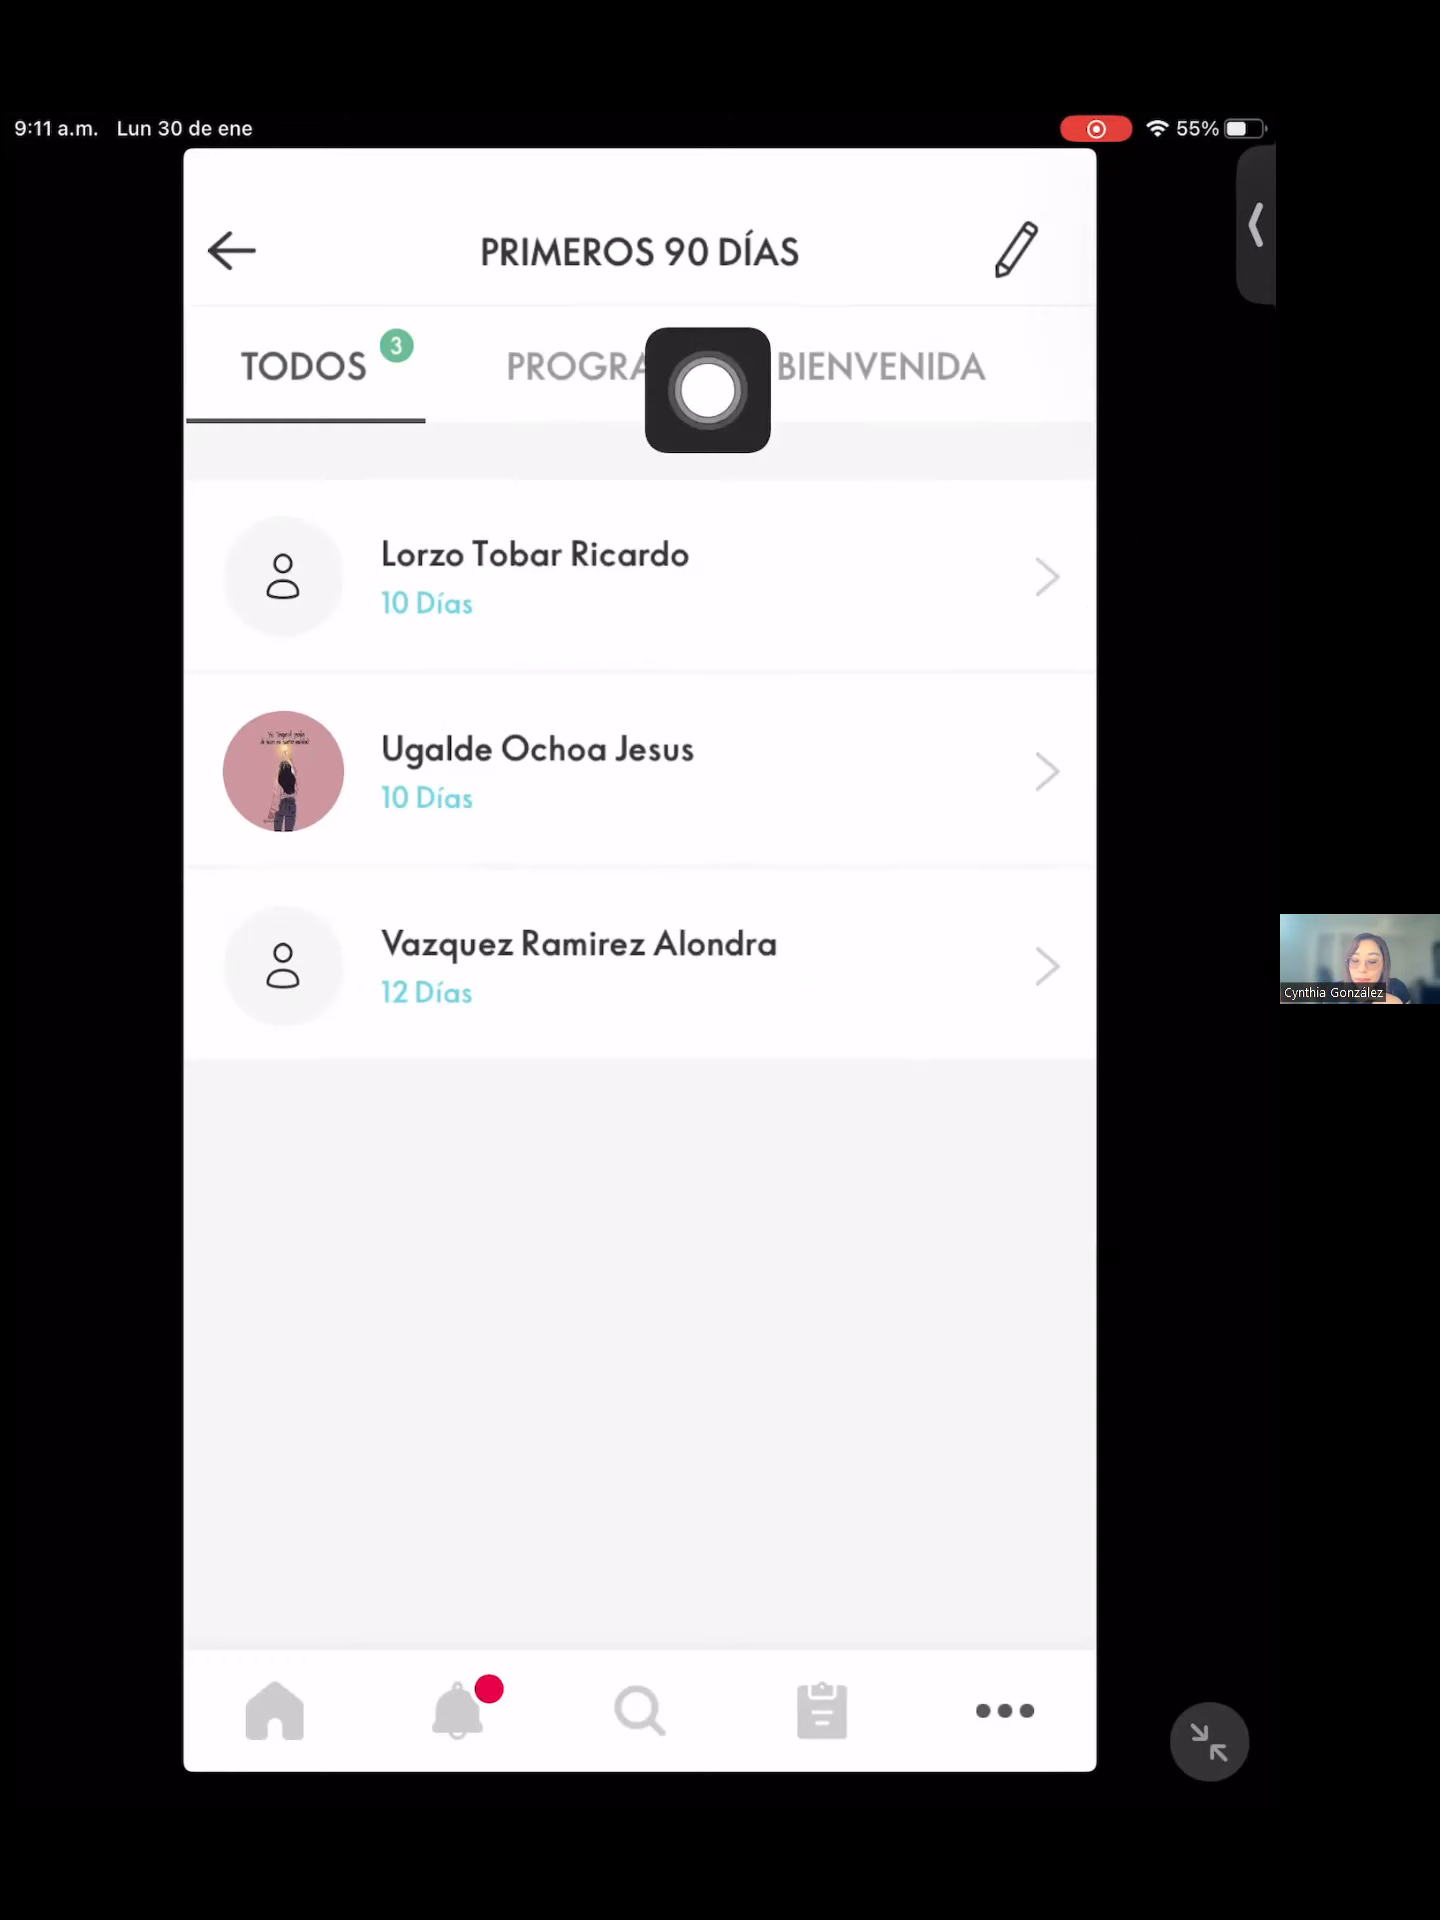 9:11 a.m. Lun 30 de ene
55%
PRIMEROS 90 DÍAS
TODOS 3
BIENVENIDA
Lorzo Tobar Ricardo
10 Días
Ugalde Ochoa Jesus
10 Días
Vazquez Ramirez Alondra
12 Días
Cynthia González